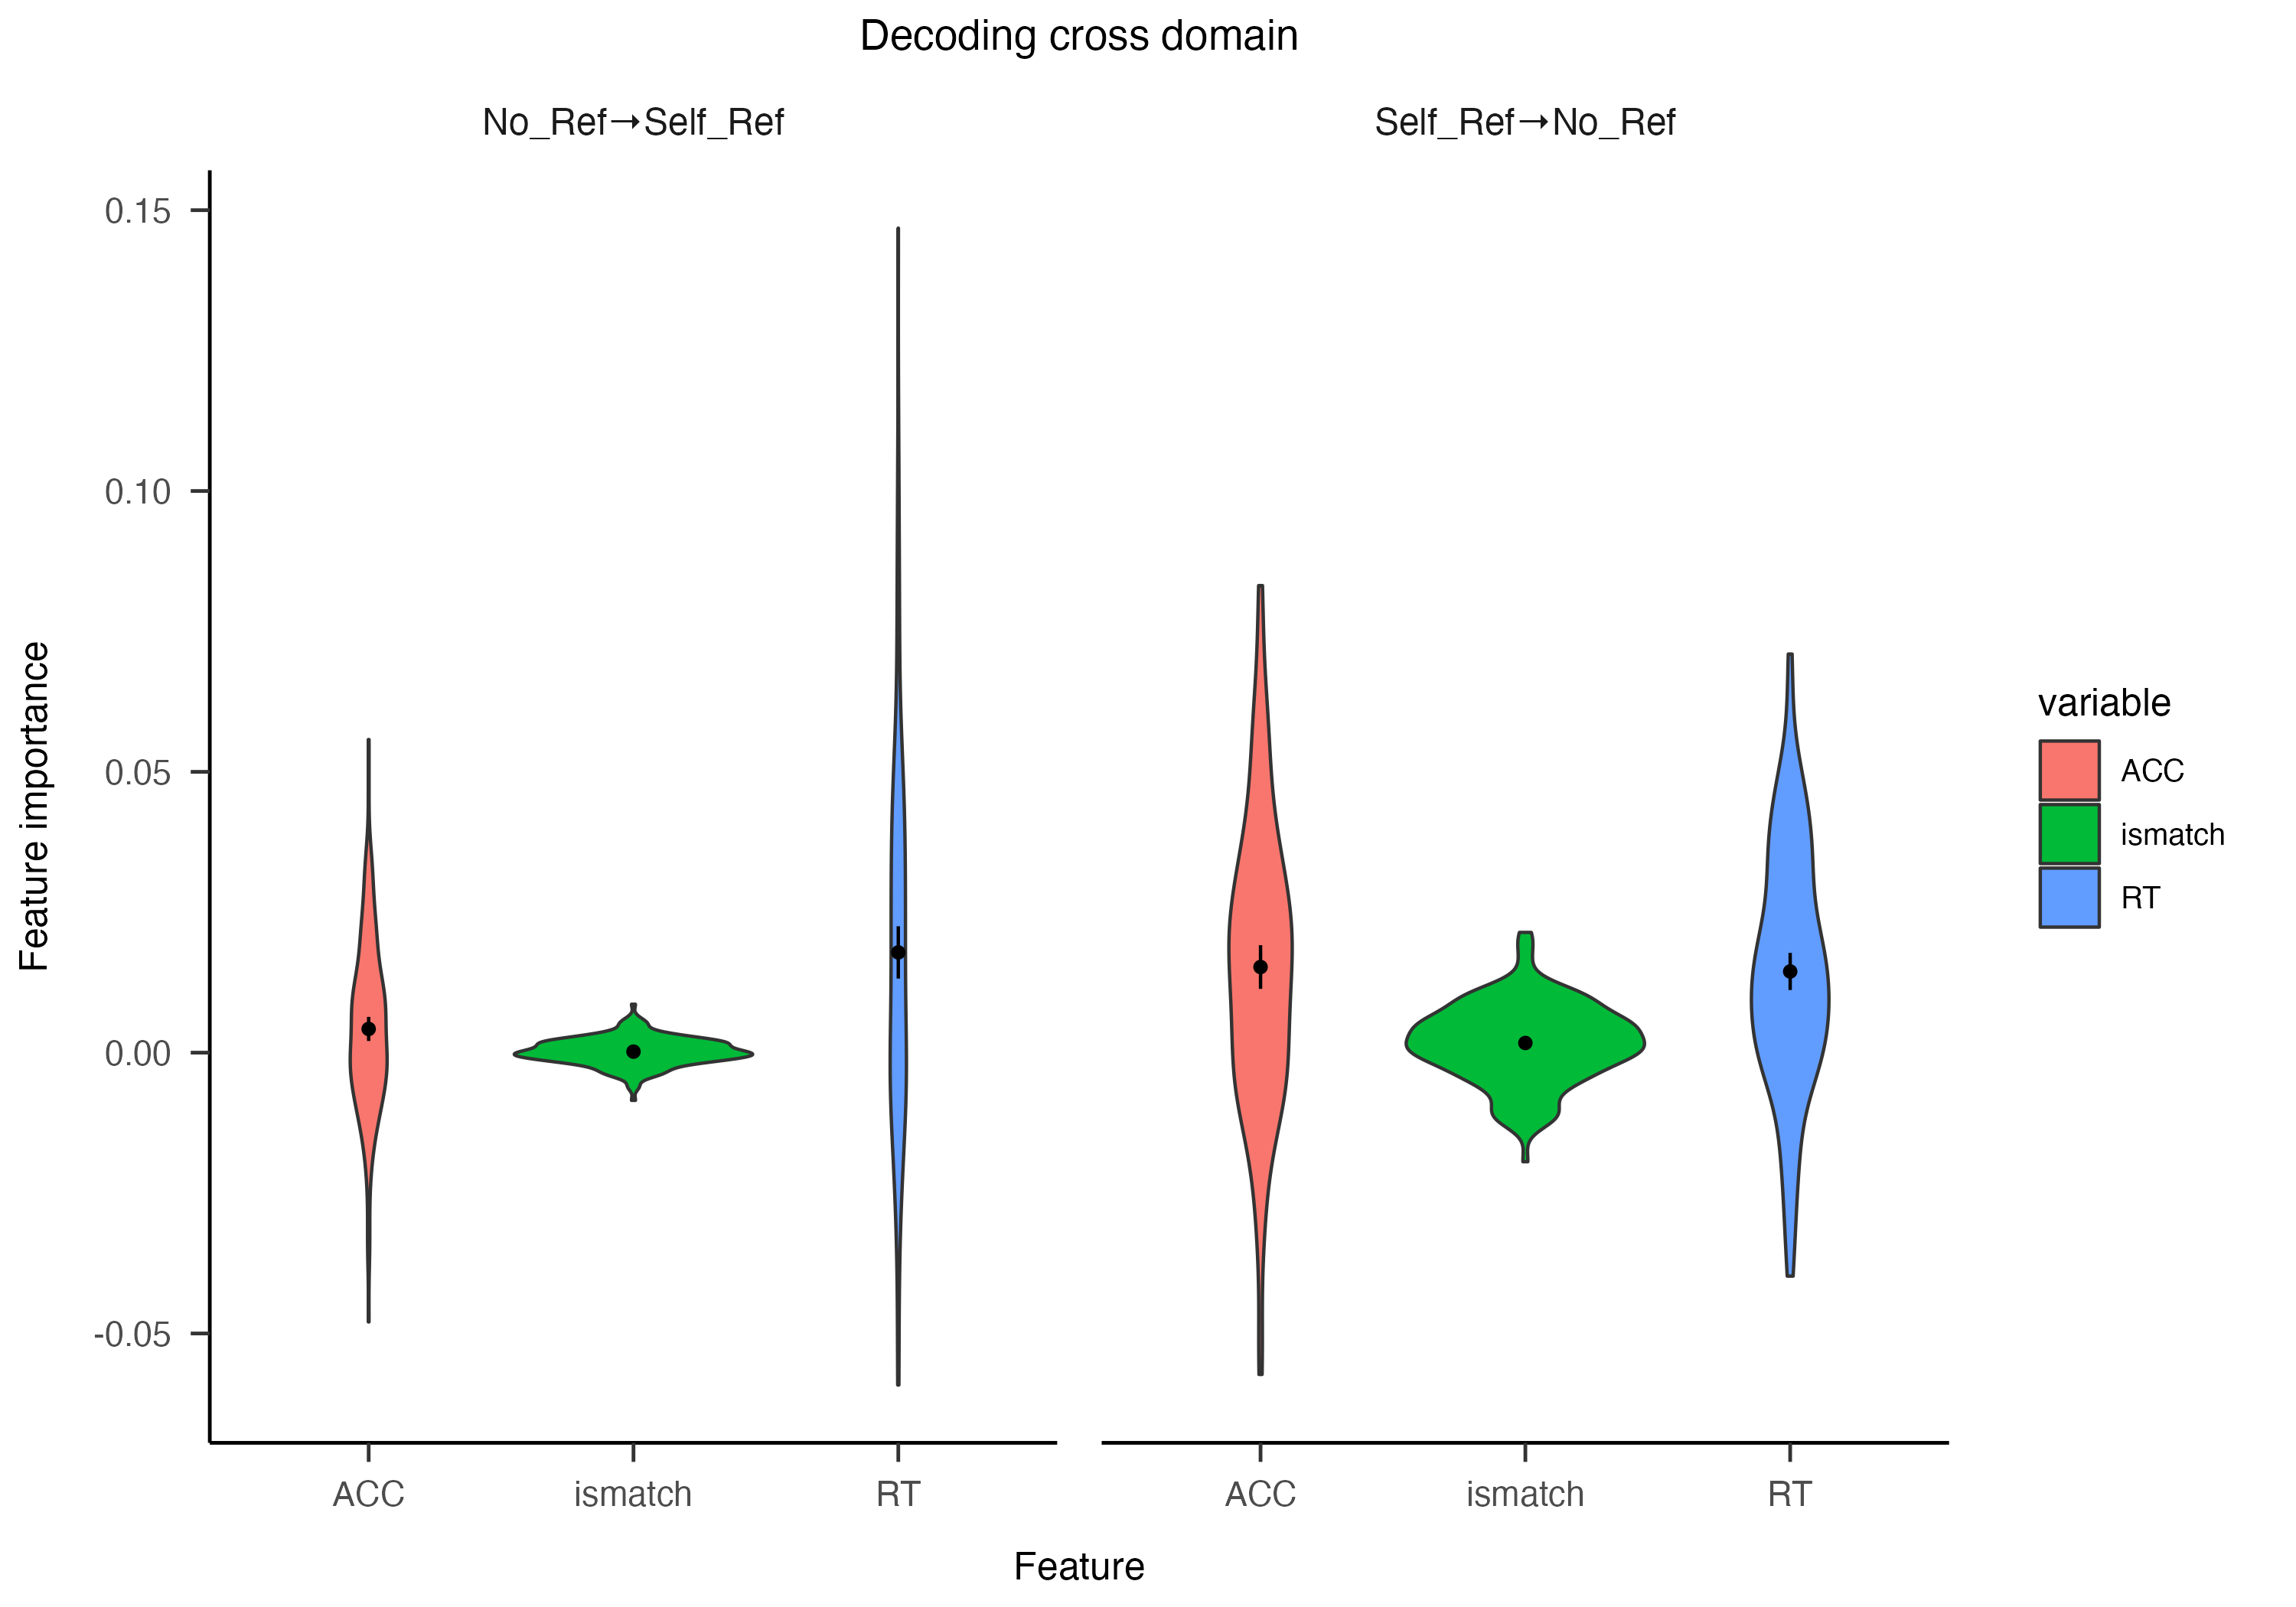 Decoding cross domain
No_Ref→Self_Ref
Self_Ref→No_Ref
Feature importance
0.15
0.10
0.05
0.00
-0.05
ACC
ismatch
RT
ACC
ismatch
RT
Feature
variable
ACC
ismatch
RT